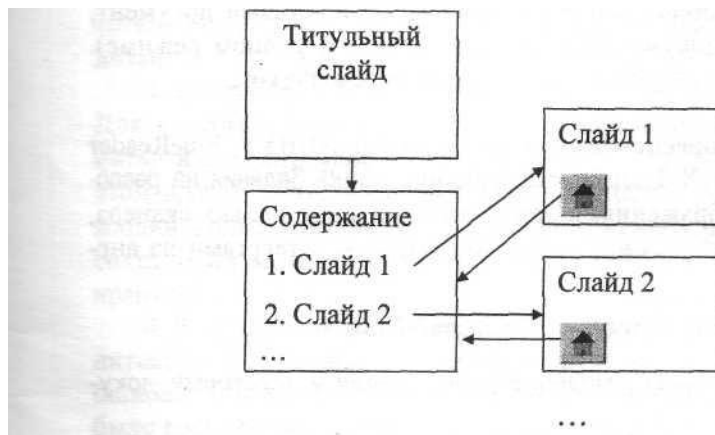 Титульный
слайд
Содержание
1. Слайд 1
2. Слайд 2
...
Слайд 1
Слайд 2
...